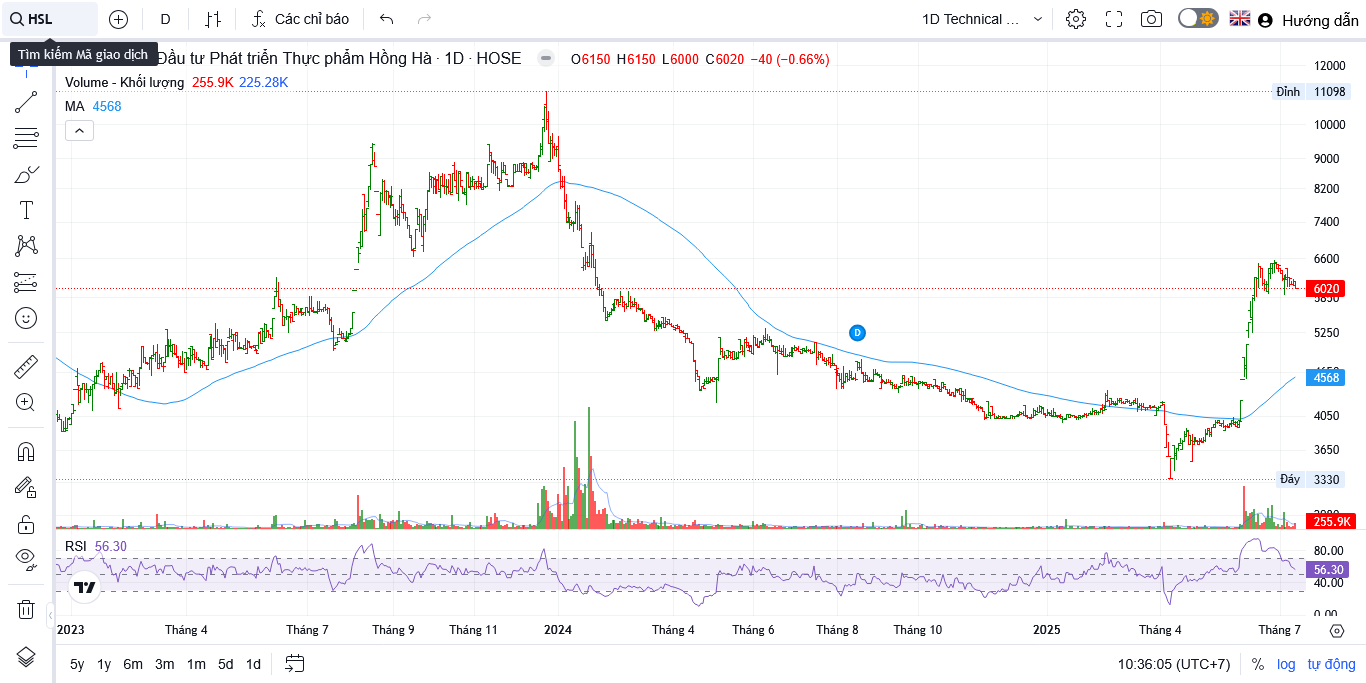 HSL D Các chỉ báo 1D Technical ... Hướng dẫn
Tìm kiếm Mã giao dịch
Đầu tư Phát triển Thực phẩm Hồng Hà · 1D · HOSE O6150 H6150 L6000 C6020 −40 (−0.66%)
Volume - Khối lượng 255.9K 225.28K
MA 4568
12000
Đỉnh 11098
10000
9000
8200
7400
6600
6020
5850
5250
4568
4050
3650
Đáy 3330
255.9K
D
RSI 56.30
80.00
56.30
40.00
0.00
2023 Tháng 4 Tháng 7 Tháng 9 Tháng 11 2024 Tháng 4 Tháng 6 Tháng 8 Tháng 10 2025 Tháng 4 Tháng 7
5y 1y 6m 3m 1m 5d 1d 10:36:05 (UTC+7) % log tự động